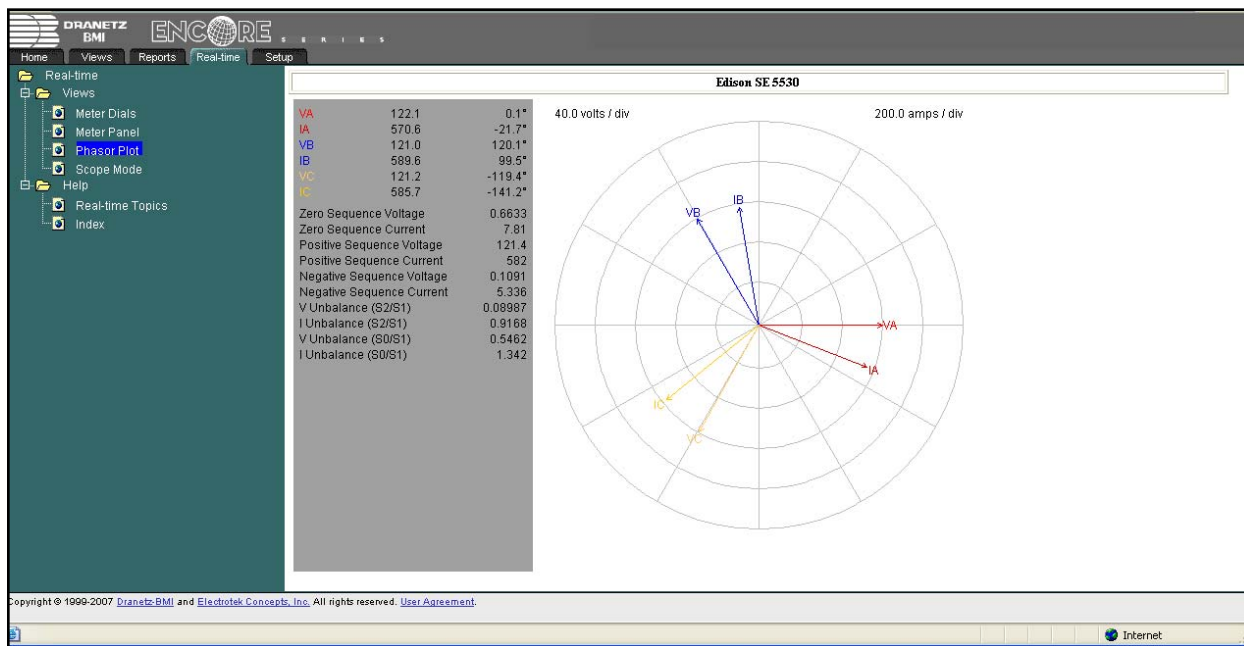 DRANETZ
BMI
ENCORE
SERIES
Home Views Reports Real-time Setup
Real-time
Views
Meter Dials
Meter Panel
Phasor Plot
Scope Mode
Help
Real-time Topics
Index
Edison SE 5530
VA 122.1 0.1°
IA 570.6 -21.7°
VB 121.0 120.1°
IB 589.6 99.5°
VC 121.2 -119.4°
IC 585.7 -141.2°
Zero Sequence Voltage 0.6633
Zero Sequence Current 7.81
Positive Sequence Voltage 121.4
Positive Sequence Current 582
Negative Sequence Voltage 0.1091
Negative Sequence Current 5.336
V Unbalance (S2/S1) 0.08987
I Unbalance (S2/S1) 0.9168
V Unbalance (S0/S1) 0.5462
I Unbalance (S0/S1) 1.342
40.0 volts / div 200.0 amps / div
IB
VB
VA
IA
IC
VC
Copyright © 1999-2007 Dranetz-BMI and Electrotek Concepts, Inc. All rights reserved. User Agreement.
Internet